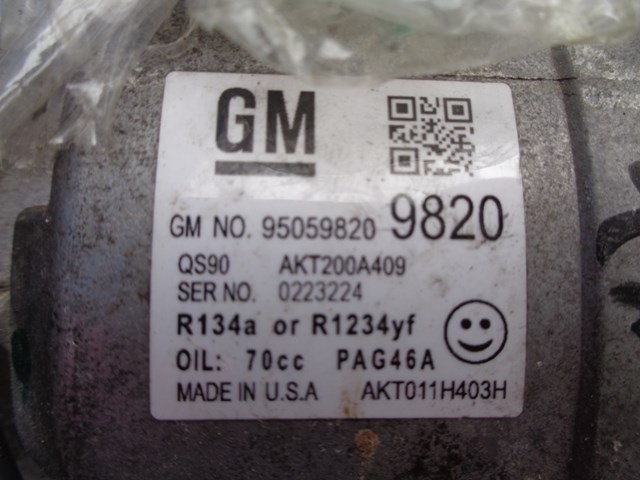 GM
GM NO. 95059820 9820
QS90 AKT200A409
SER NO. 0223224
R134a or R1234yf
OIL: 70cc PAG46A
MADE IN U.S.A AKT011H403H